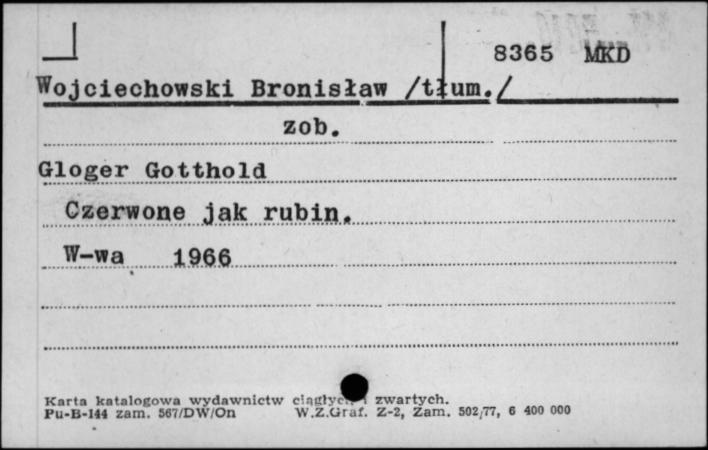 8365 MKD
Wojciechowski Bronisław /tłum./
zob.
Gloger Gotthold
Czerwone jak rubin.
W-wa 1966
Karta katalogowa wydawnictw ciągłych i zwartych.
Pu-B-144 zam. 567/DW/On W.Z.Graf. Z-2, Zam. 502/77, 6 400 000